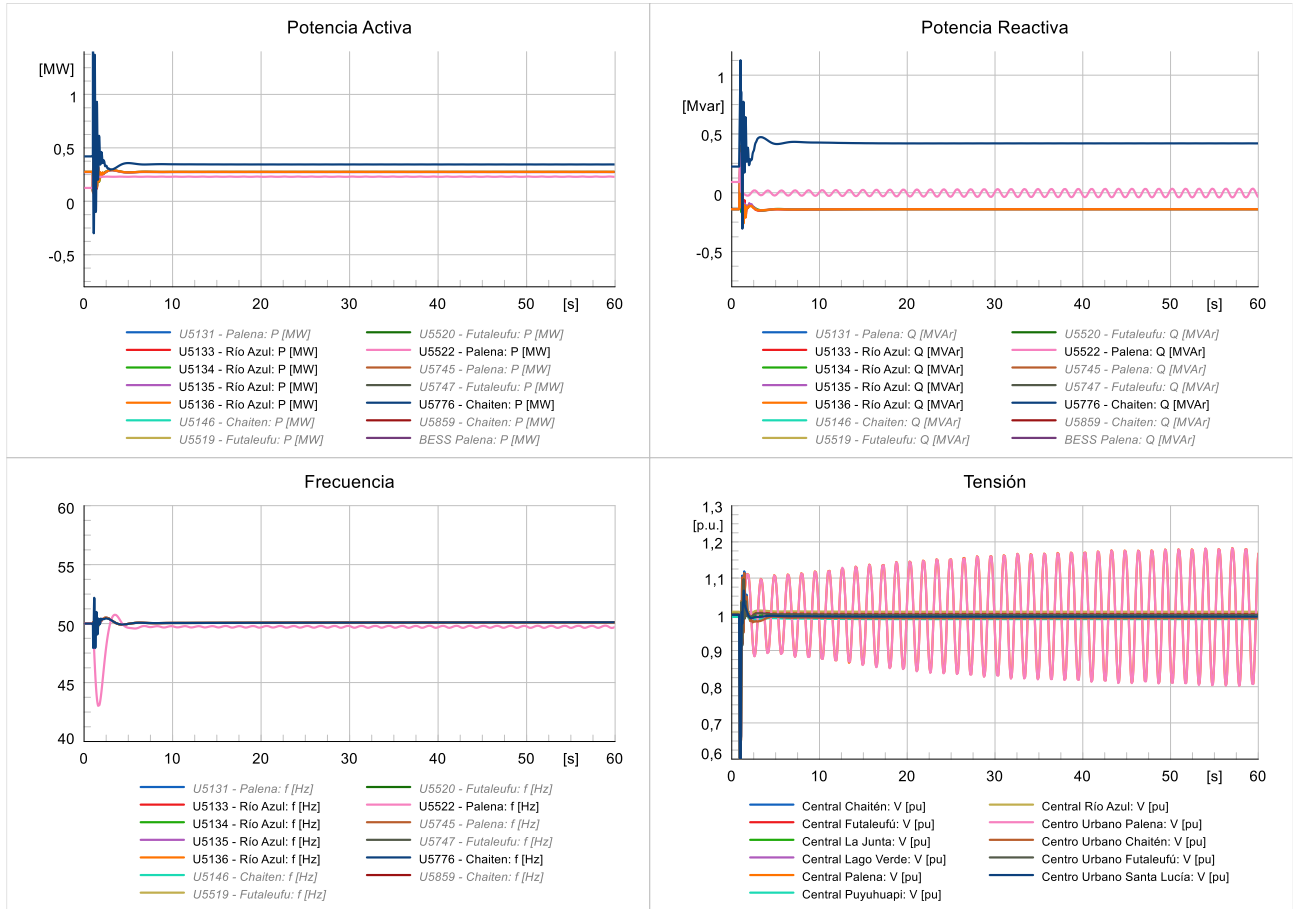 Potencia Activa
[MW]
1
0,5
0
-0,5
0 10 20 30 40 [s] 60
U5131 - Palena: P [MW] U5520 - Futaleufu: P [MW]
U5133 - Río Azul: P [MW] U5522 - Palena: P [MW]
U5134 - Río Azul: P [MW] U5745 - Palena: P [MW]
U5135 - Río Azul: P [MW] U5747 - Futaleufu: P [MW]
U5136 - Río Azul: P [MW] U5776 - Chaiten: P [MW]
U5146 - Chaiten: P [MW] U5859 - Chaiten: P [MW]
U5519 - Futaleufu: P [MW] BESS Palena: P [MW]
Potencia Reactiva
1
[Mvar]
0,5
0
-0,5
0 10 20 30 40 [s] 60
U5131 - Palena: Q [MVAr] U5520 - Futaleufu: Q [MVAr]
U5133 - Río Azul: Q [MVAr] U5522 - Palena: Q [MVAr]
U5134 - Río Azul: Q [MVAr] U5745 - Palena: Q [MVAr]
U5135 - Río Azul: Q [MVAr] U5747 - Futaleufu: Q [MVAr]
U5136 - Río Azul: Q [MVAr] U5776 - Chaiten: Q [MVAr]
U5146 - Chaiten: Q [MVAr] U5859 - Chaiten: Q [MVAr]
U5519 - Futaleufu: Q [MVAr] BESS Palena: Q [MVAr]
Frecuencia
60
55
50
45
40
0 10 20 30 40 [s] 60
U5131 - Palena: f [Hz] U5520 - Futaleufu: f [Hz]
U5133 - Río Azul: f [Hz] U5522 - Palena: f [Hz]
U5134 - Río Azul: f [Hz] U5745 - Palena: f [Hz]
U5135 - Río Azul: f [Hz] U5747 - Futaleufu: f [Hz]
U5136 - Río Azul: f [Hz] U5776 - Chaiten: f [Hz]
U5146 - Chaiten: f [Hz] U5859 - Chaiten: f [Hz]
U5519 - Futaleufu: f [Hz]
Tensión
1,3
[p.u.]
1,2
1,1
1
0,9
0,8
0,7
0,6
0 10 20 30 40 [s] 60
Central Chaitén: V [pu] Central Río Azul: V [pu]
Central Futaleufú: V [pu] Centro Urbano Palena: V [pu]
Central La Junta: V [pu] Centro Urbano Chaitén: V [pu]
Central Lago Verde: V [pu] Centro Urbano Futaleufú: V [pu]
Central Palena: V [pu] Centro Urbano Santa Lucía: V [pu]
Central Puyuhuapi: V [pu]